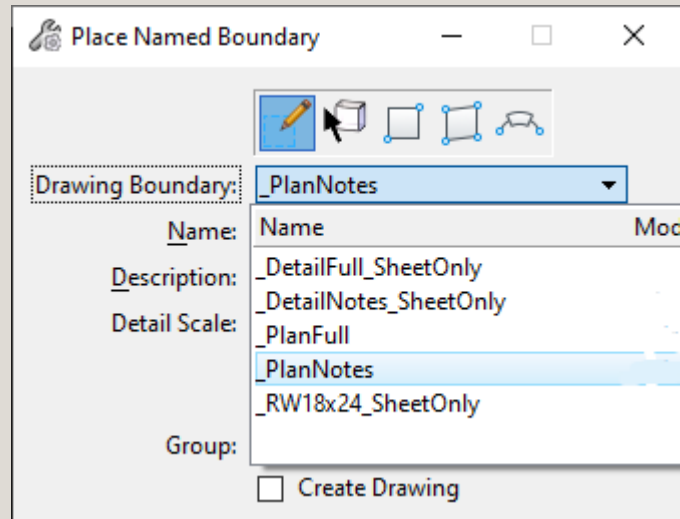 Place Named Boundary
Drawing Boundary: _PlanNotes
Name: Name Mod
Description: _DetailFull_SheetOnly
_DetailNotes_SheetOnly
Detail Scale: _PlanFull
_PlanNotes
_RW18x24_SheetOnly
Group:
Create Drawing